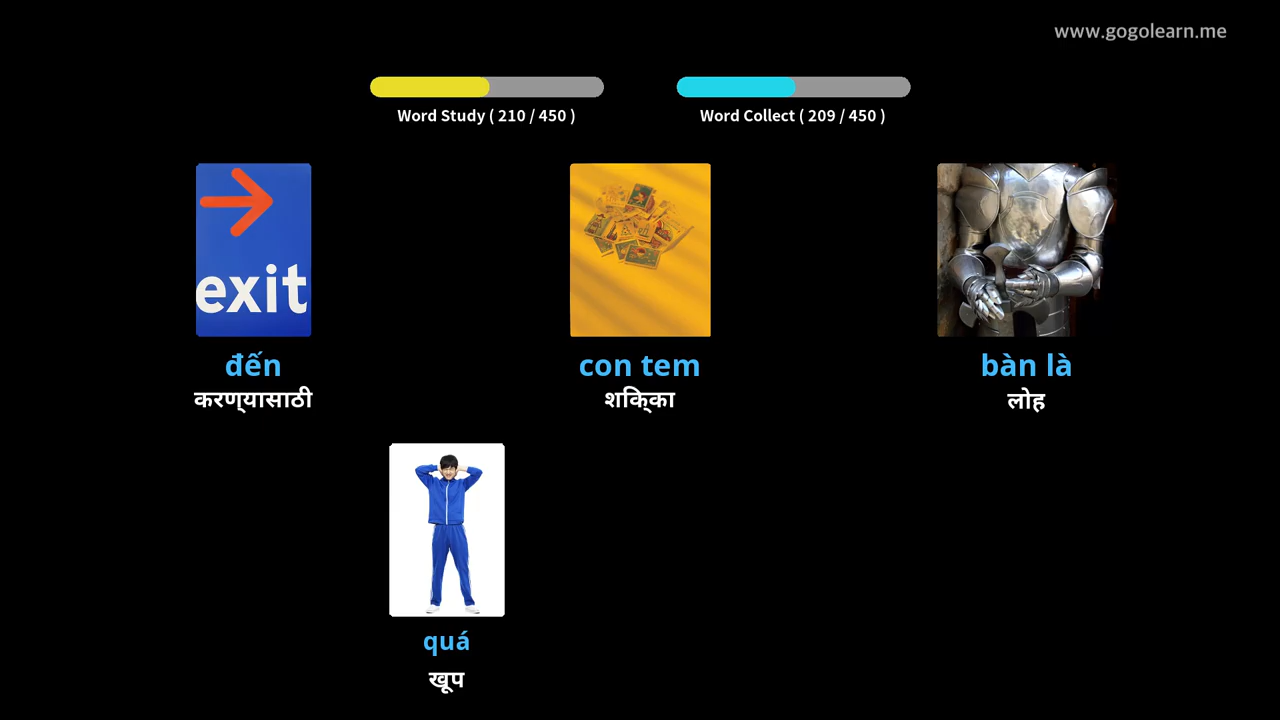 www.gogolearn.me
Word Study ( 210 / 450 )
Word Collect ( 209 / 450 )
exit
đến
con tem
bàn là
करण्यासाठी
शिक्का
लोह
quá
खूप